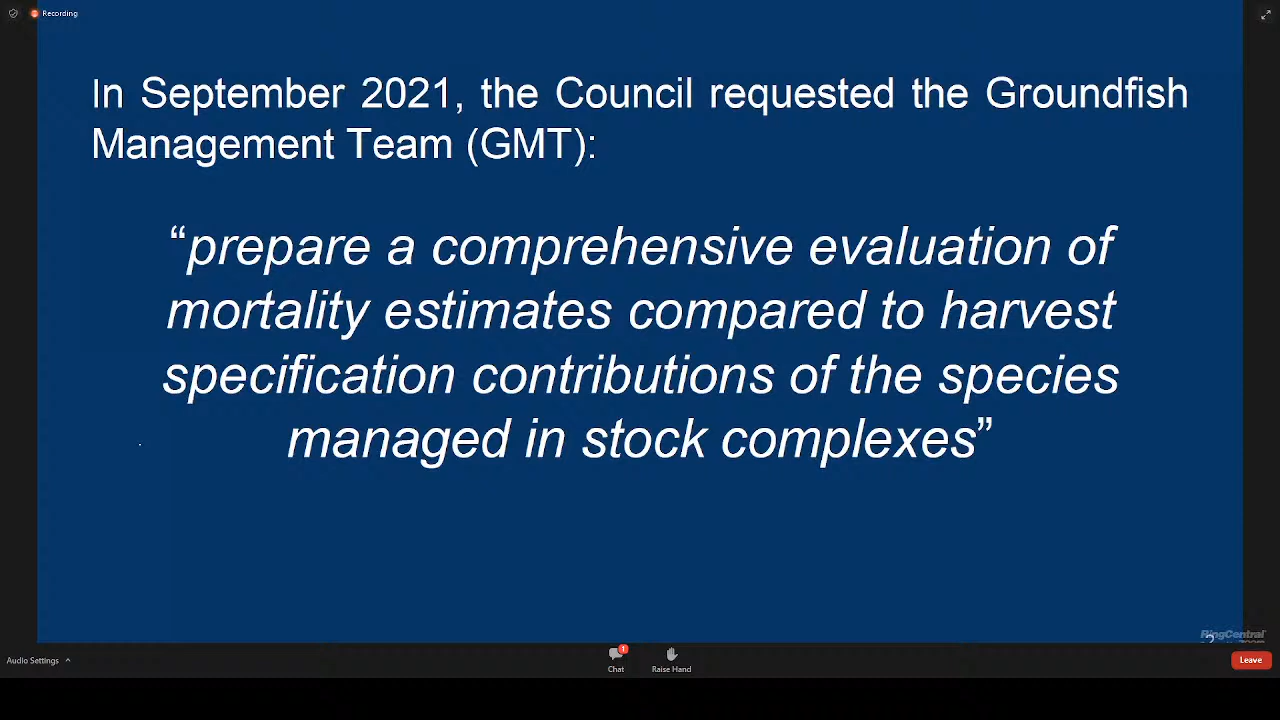 Recording
In September 2021, the Council requested the Groundfish
Management Team (GMT):
“prepare a comprehensive evaluation of
mortality estimates compared to harvest
specification contributions of the species
managed in stock complexes”
RingCentral
Audio Settings
1
Chat
Raise Hand
Leave